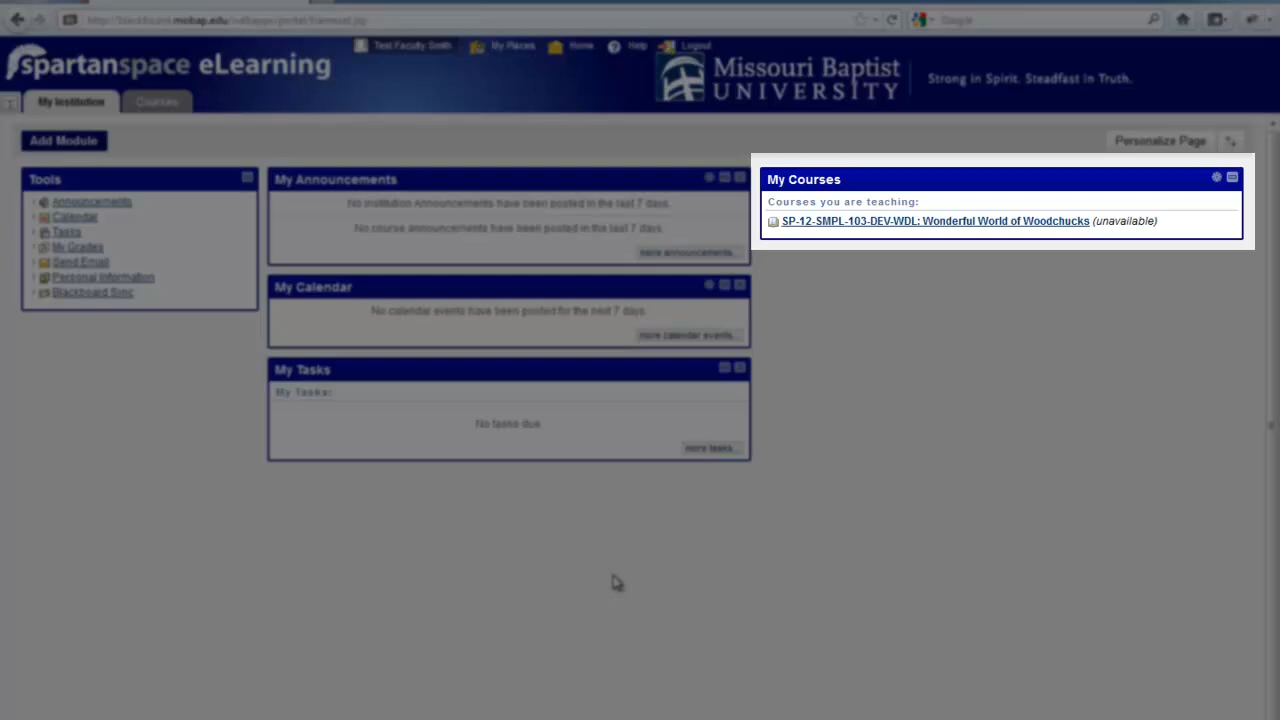 Test Faculty Smith
My Places
Home
Help
Logout
spartanspace eLearning
Missouri Baptist
UNIVERSITY
Strong in Spirit. Steadfast in Truth.
My Institution
Courses
Add Module
Personalize Page
Tools
Announcements
Calendar
Tasks
My Grades
Send Email
Personal Information
Blackboard Sync
My Announcements
No Institution Announcements have been posted in the last 7 days.
No course announcements have been posted in the last 7 days.
more announcements...
My Calendar
No calendar events have been posted for the next 7 days.
more calendar events...
My Tasks
My Tasks:
No tasks due.
more tasks...
My Courses
Courses you are teaching:
SP-12-SMPL-103-DEV-WDL: Wonderful World of Woodchucks (unavailable)